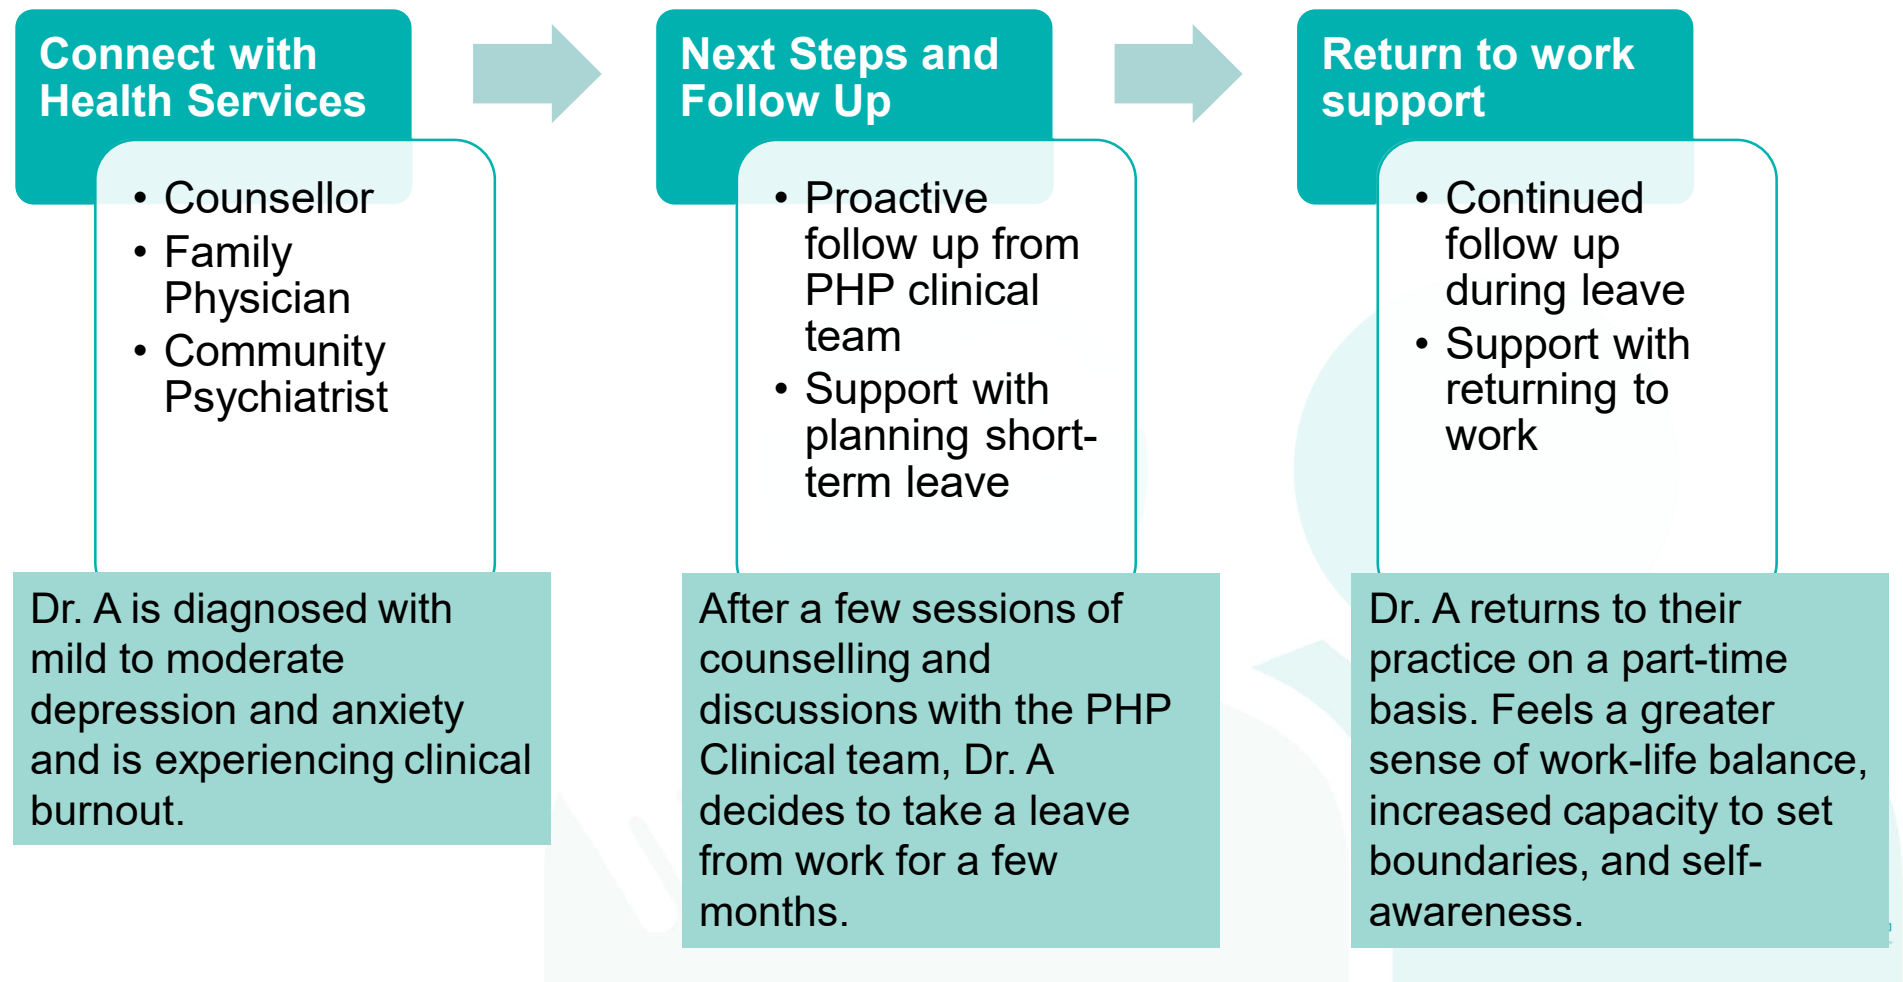 Connect with
Health Services
• Counsellor
• Family
Physician
• Community
Psychiatrist
Dr. A is diagnosed with
mild to moderate
depression and anxiety
and is experiencing clinical
burnout.
Next Steps and
Follow Up
• Proactive
follow up from
PHP clinical
team
• Support with
planning short-
term leave
After a few sessions of
counselling and
discussions with the PHP
Clinical team, Dr. A
decides to take a leave
from work for a few
months.
Return to work
support
• Continued
follow up
during leave
• Support with
returning to
work
Dr. A returns to their
practice on a part-time
basis. Feels a greater
sense of work-life balance,
increased capacity to set
boundaries, and self-
awareness.